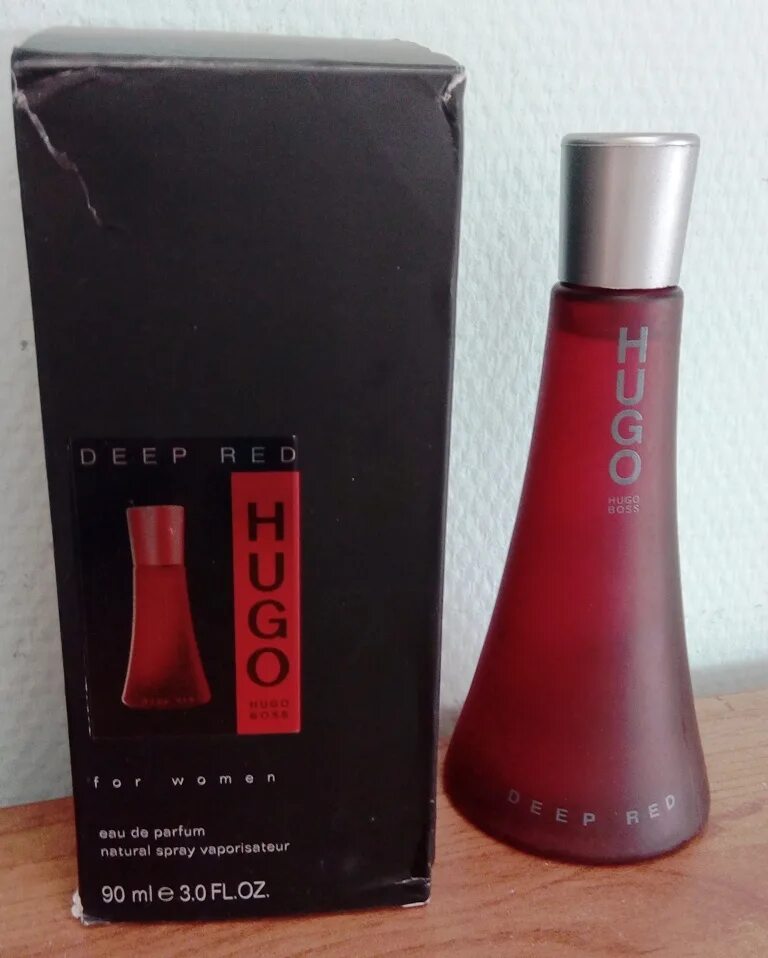 DEEP RED
HUGO
HUGO
BOSS
for women
eau de parfum
natural spray vaporisateur
90 ml e 3.0 FL.OZ.
HUGO
HUGO
BOSS
DEEP RED